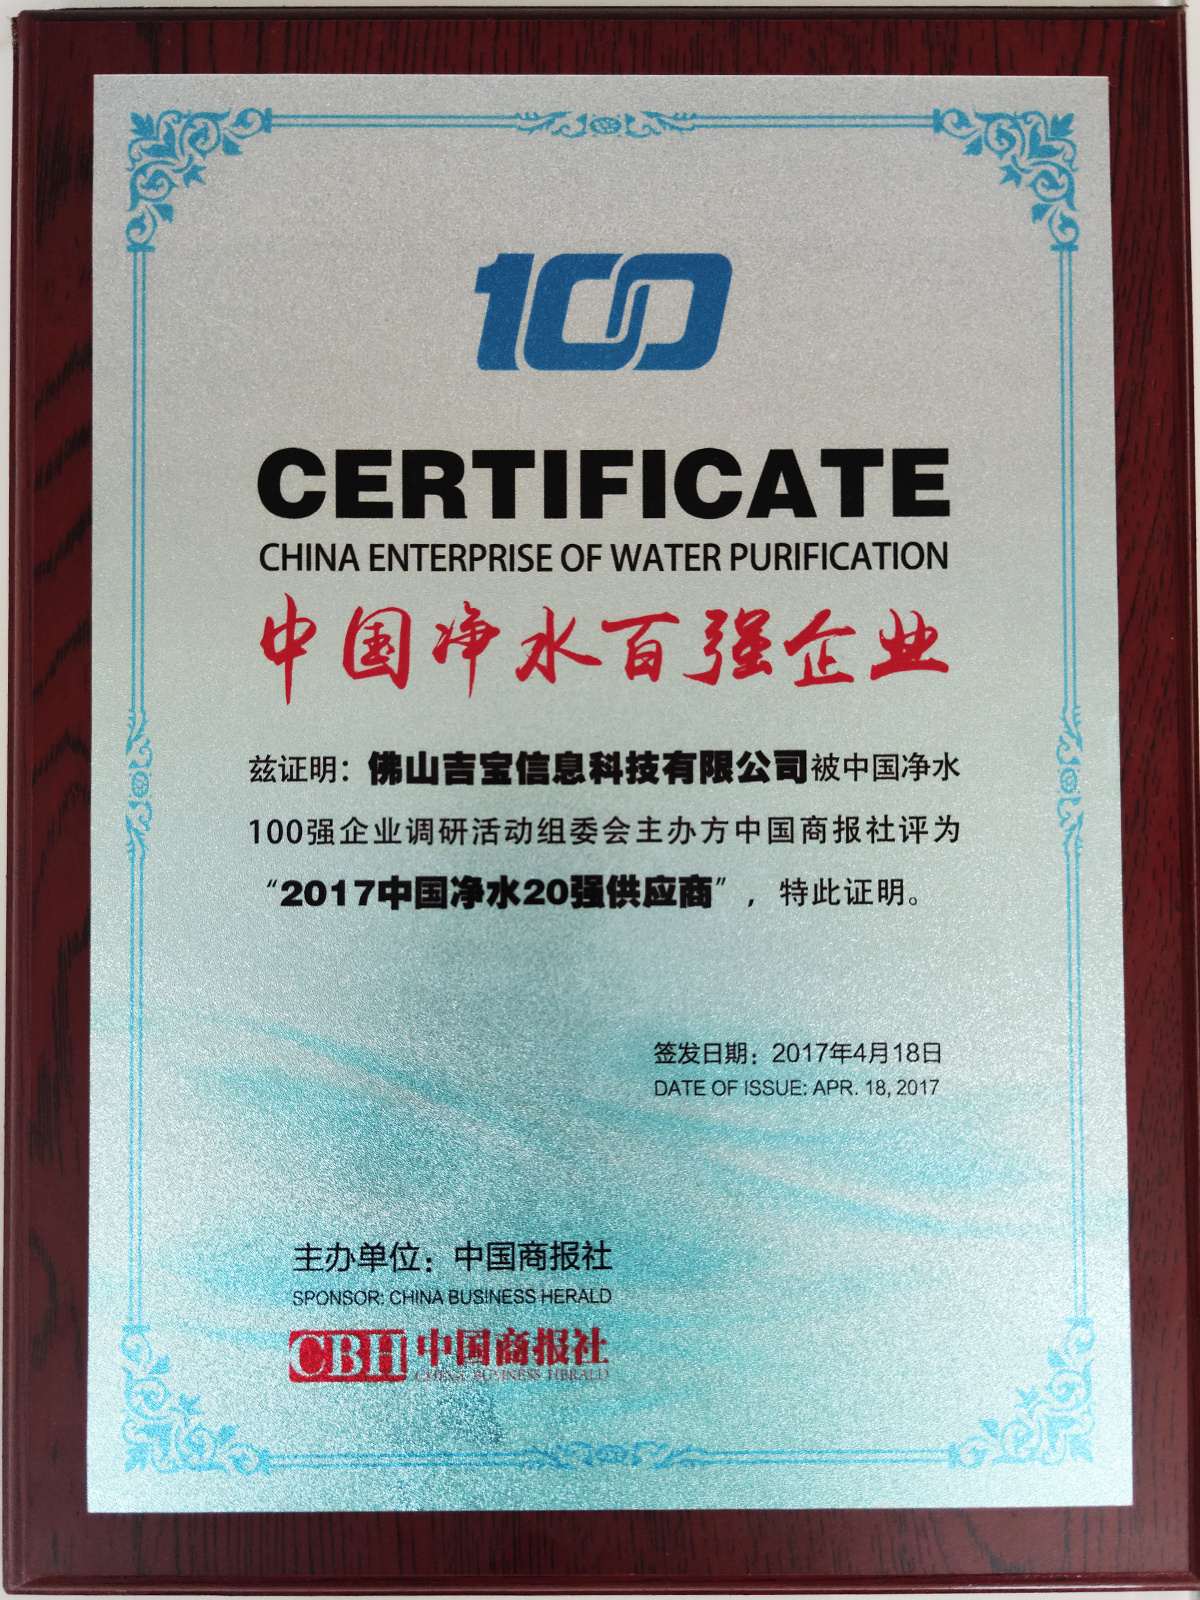 100
CERTIFICATE
CHINA ENTERPRISE OF WATER PURIFICATION
中国净水百强企业
兹证明：佛山吉宝信息科技有限公司被中国净水
100强企业调研活动组委会主办方中国商报社评为
“2017中国净水20强供应商”，特此证明。
签发日期：2017年4月18日
DATE OF ISSUE: APR. 18, 2017
主办单位：中国商报社
SPONSOR: CHINA BUSINESS HERALD
CBH 中国商报社
CHINA BUSINESS HERALD